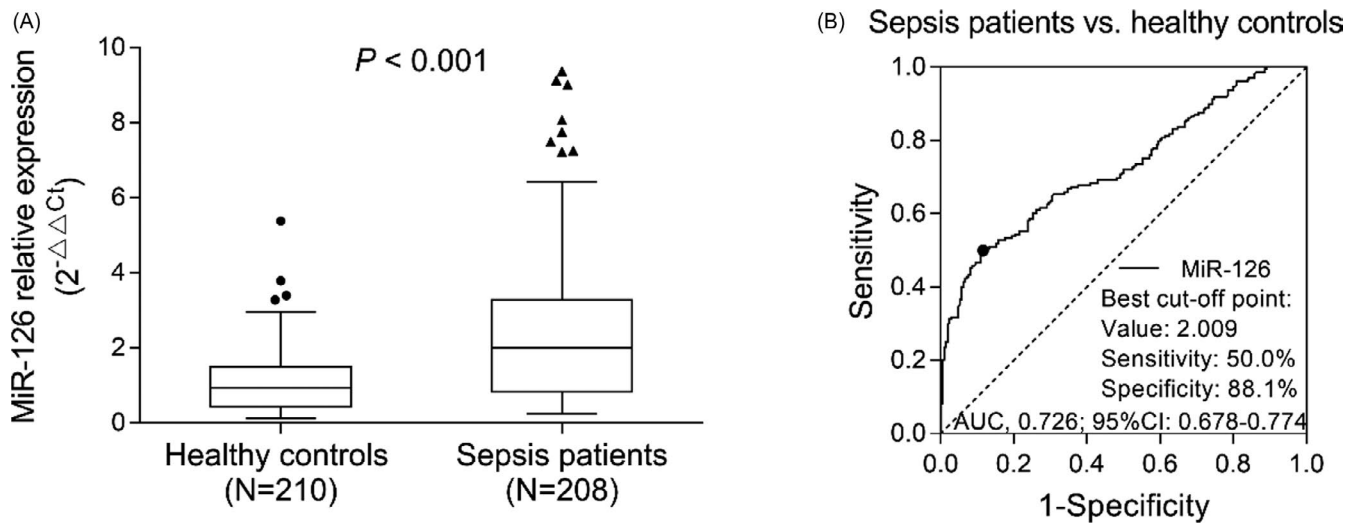 (A)
P < 0.001
MiR-126 relative expression
(2-△△Ct)
10
8
6
4
2
0
Healthy controls
(N=210)
Sepsis patients
(N=208)
(B)
Sepsis patients vs. healthy controls
Sensitivity
1.0
0.8
0.6
0.4
0.2
0.0
MiR-126
Best cut-off point:
Value: 2.009
Sensitivity: 50.0%
Specificity: 88.1%
AUC, 0.726; 95%CI: 0.678-0.774
0.0 0.2 0.4 0.6 0.8 1.0
1-Specificity